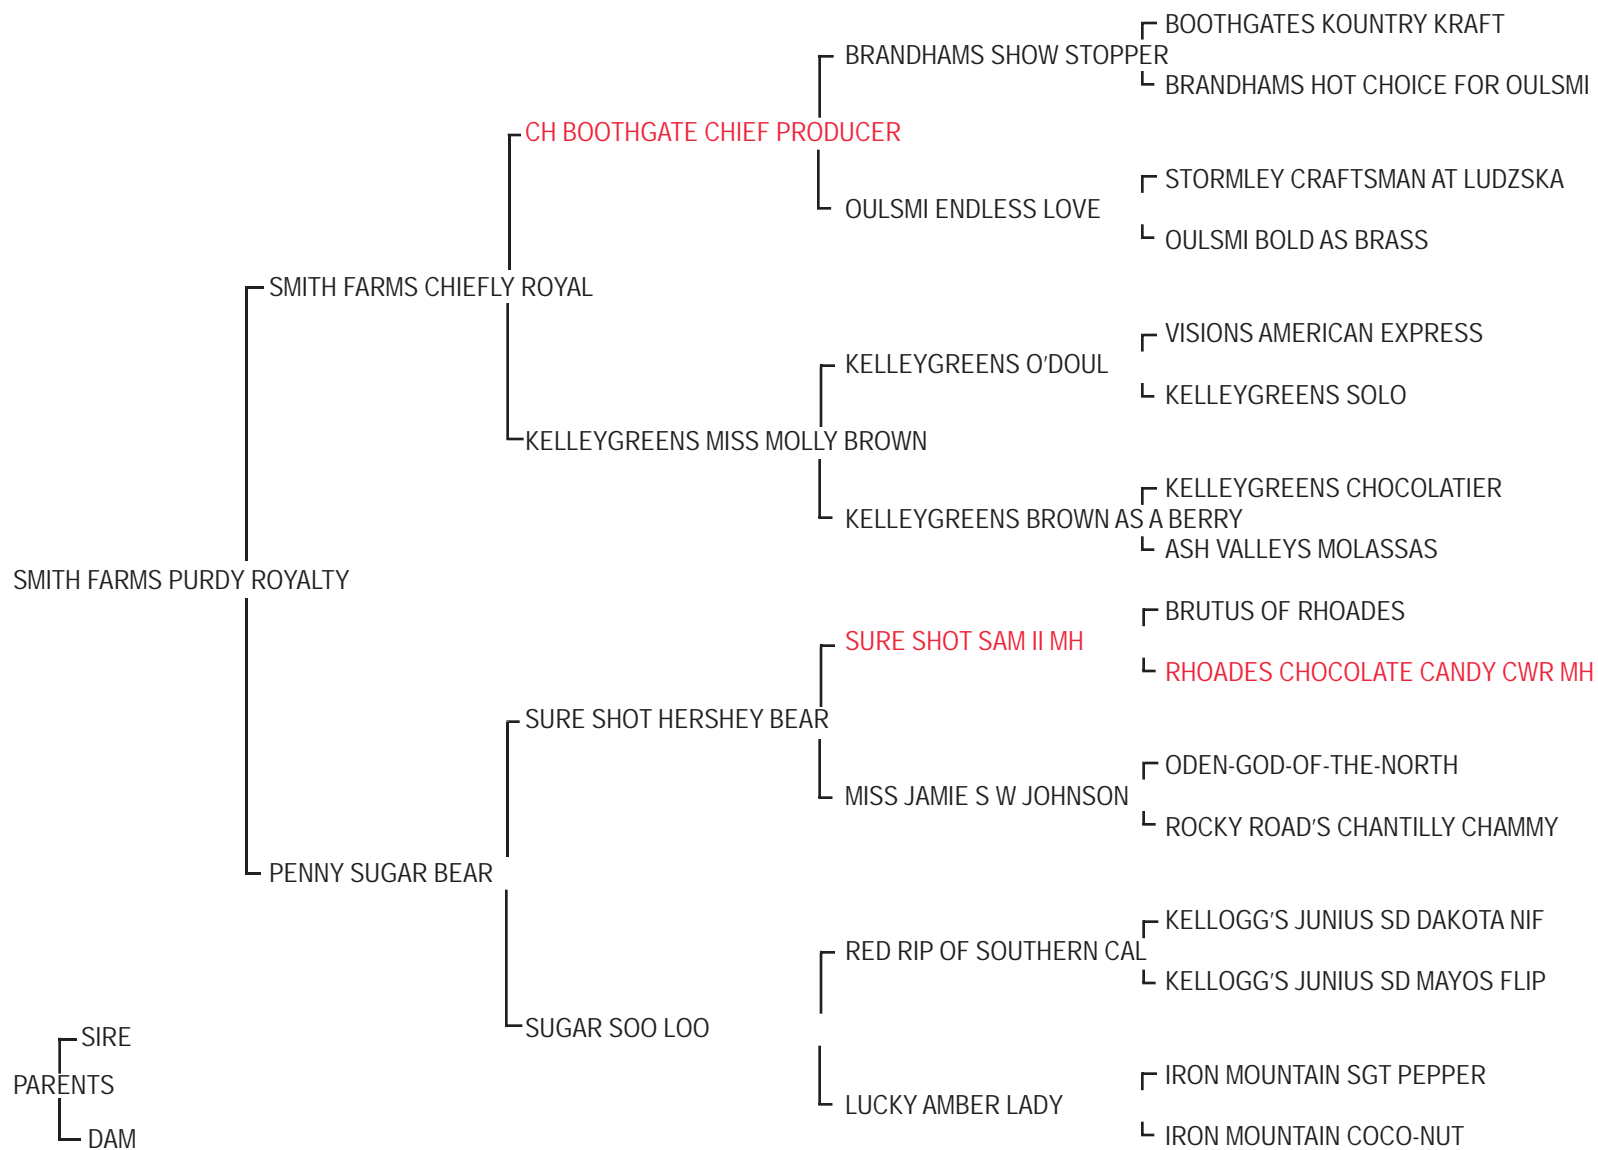 BOOTHGATES KOUNTRY KRAFT
BRANDHAMS SHOW STOPPER
BRANDHAMS HOT CHOICE FOR OULSMI
CH BOOTHGATE CHIEF PRODUCER
STORMLEY CRAFTSMAN AT LUDZSKA
OULSMI ENDLESS LOVE
OULSMI BOLD AS BRASS
SMITH FARMS CHIEFLY ROYAL
VISIONS AMERICAN EXPRESS
KELLEYGREENS O'DOUL
KELLEYGREENS SOLO
KELLEYGREENS MISS MOLLY BROWN
KELLEYGREENS CHOCOLATIER
KELLEYGREENS BROWN AS A BERRY
ASH VALLEYS MOLASSAS
SMITH FARMS PURDY ROYALTY
BRUTUS OF RHOADES
SURE SHOT SAM II MH
RHOADES CHOCOLATE CANDY CWR MH
SURE SHOT HERSHEY BEAR
ODEN-GOD-OF-THE-NORTH
MISS JAMIE S W JOHNSON
ROCKY ROAD'S CHANTILLY CHAMMY
PENNY SUGAR BEAR
KELLOGG'S JUNIUS SD DAKOTA NIF
RED RIP OF SOUTHERN CAL
KELLOGG'S JUNIUS SD MAYOS FLIP
SUGAR SOO LOO
IRON MOUNTAIN SGT PEPPER
LUCKY AMBER LADY
IRON MOUNTAIN COCO-NUT
SIRE
PARENTS
DAM